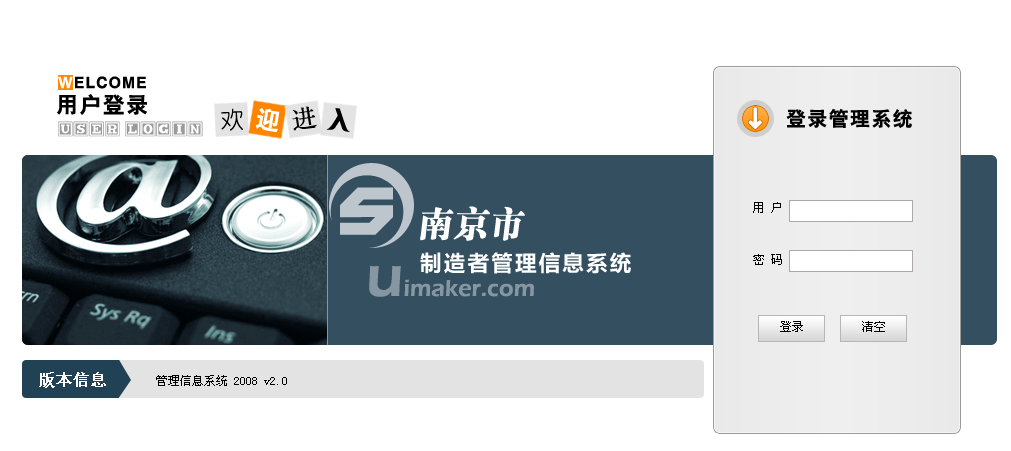 WELCOME
用户登录
USER LOGIN
欢迎进入
登录管理系统
南京市
制造者管理信息系统
Uimaker.com
Sys Rq
Ins
用 户
密 码
登录
清空
版本信息
管理信息系统 2008 v2.0